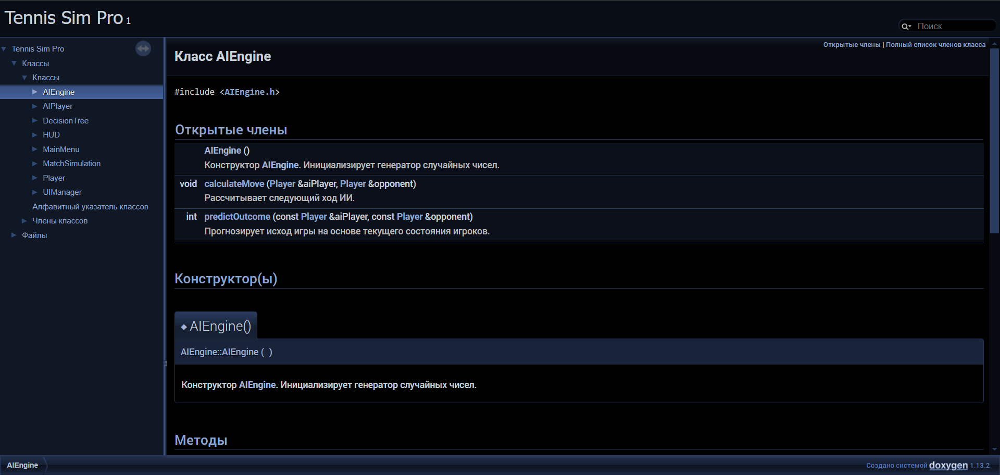 Tennis Sim Pro 1
Поиск
Tennis Sim Pro
Классы
Классы
AIEngine
AIPlayer
DecisionTree
HUD
MainMenu
MatchSimulation
Player
UIManager
Алфавитный указатель классов
Члены классов
Файлы
Открытые члены | Полный список членов класса
Класс AIEngine
#include <AIEngine.h>
Открытые члены
AIEngine ()
Конструктор AIEngine. Инициализирует генератор случайных чисел.
void calculateMove (Player &aiPlayer, Player &opponent)
Рассчитывает следующий ход ИИ.
int predictOutcome (const Player &aiPlayer, const Player &opponent)
Прогнозирует исход игры на основе текущего состояния игроков.
Конструктор(ы)
◆ AIEngine()
AIEngine::AIEngine ( )
Конструктор AIEngine. Инициализирует генератор случайных чисел.
Методы
AIEngine
Создано системой doxygen 1.13.2